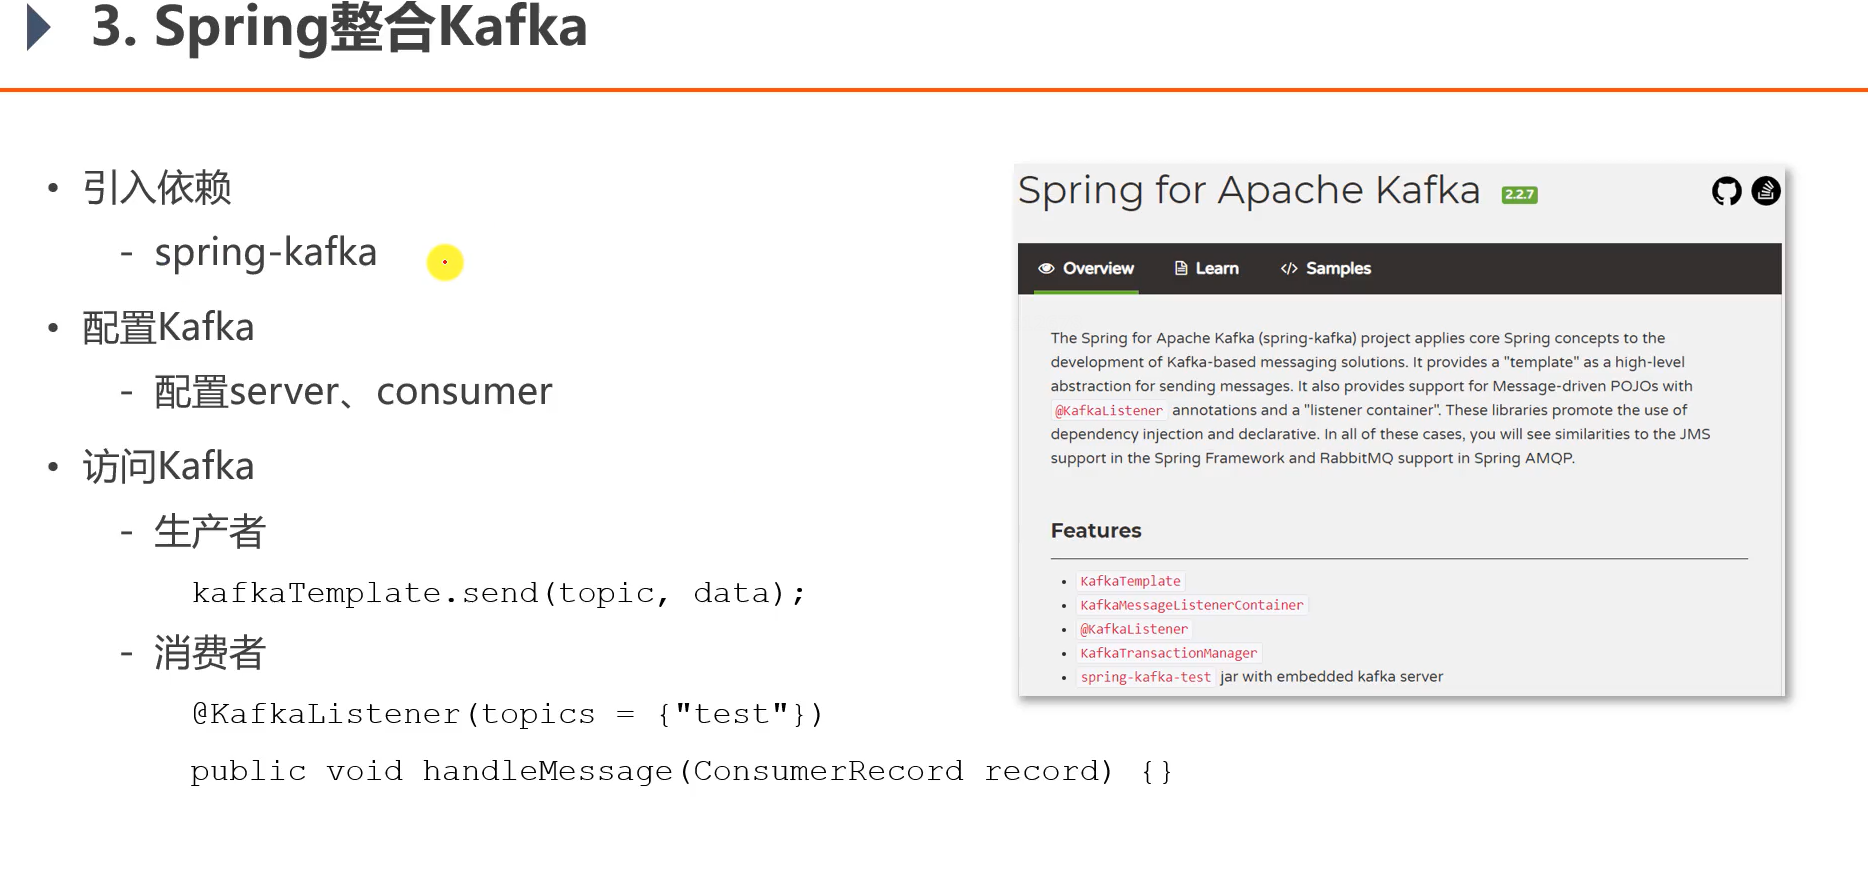 3. Spring整合Kafka
• 引入依赖
- spring-kafka
• 配置Kafka
- 配置server、consumer
• 访问Kafka
- 生产者
kafkaTemplate.send(topic, data);
- 消费者
@KafkaListener(topics = {"test"})
public void handleMessage(ConsumerRecord record) {}
Spring for Apache Kafka 2.2.7
Overview Learn </> Samples
The Spring for Apache Kafka (spring-kafka) project applies core Spring concepts to the
development of Kafka-based messaging solutions. It provides a "template" as a high-level
abstraction for sending messages. It also provides support for Message-driven POJOs with
@KafkaListener annotations and a "listener container". These libraries promote the use of
dependency injection and declarative. In all of these cases, you will see similarities to the JMS
support in the Spring Framework and RabbitMQ support in Spring AMQP.
Features
• KafkaTemplate
• KafkaMessageListenerContainer
• @KafkaListener
• KafkaTransactionManager
• spring-kafka-test jar with embedded kafka server